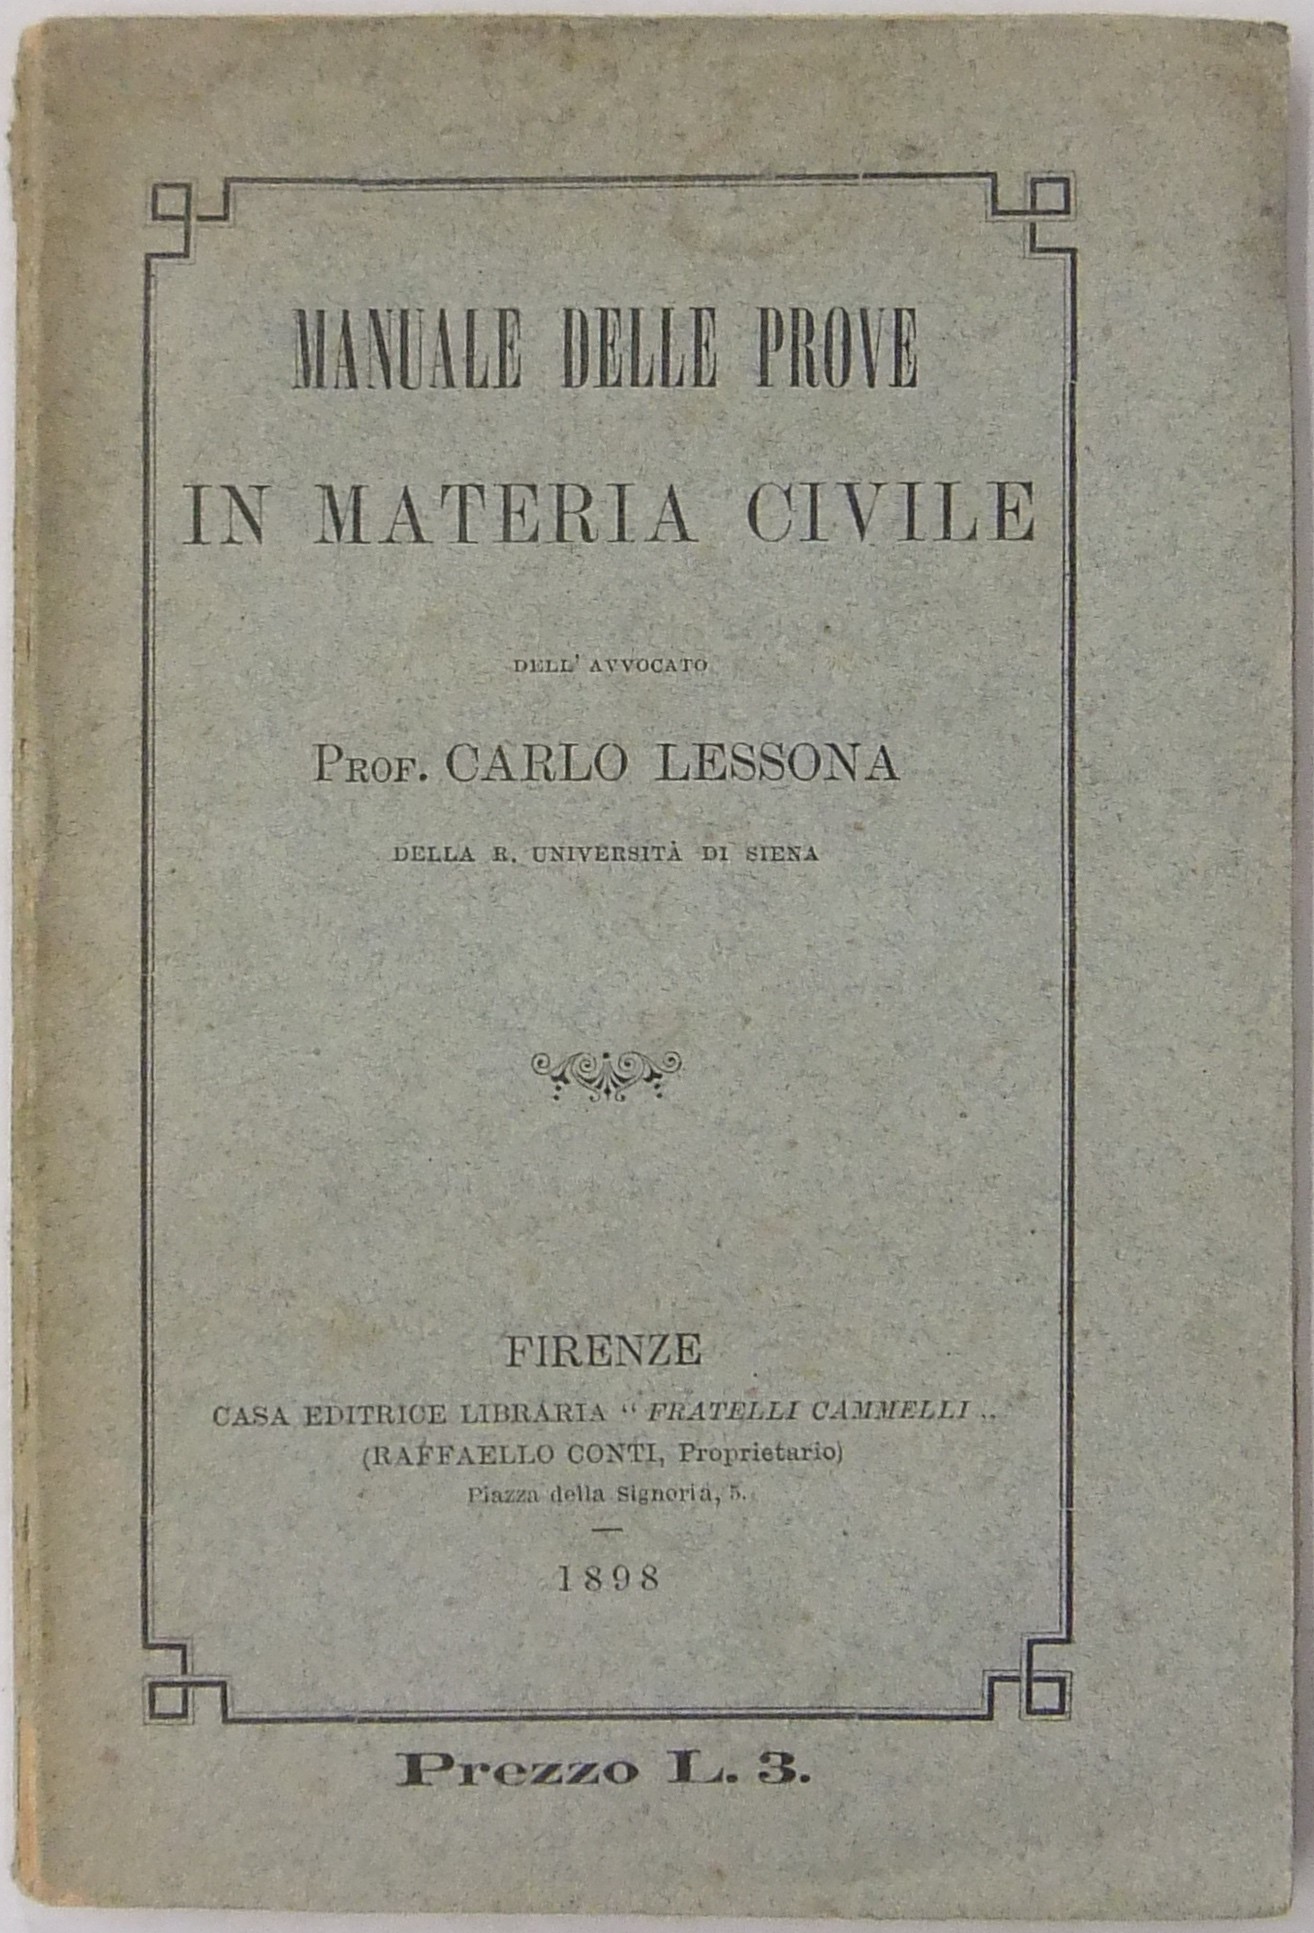 MANUALE DELLE PROVE
IN MATERIA CIVILE
DELL' AVVOCATO
PROF. CARLO LESSONA
DELLA R. UNIVERSITÀ DI SIENA
FIRENZE
CASA EDITRICE LIBRARIA “ FRATELLI CAMMELLI „
(RAFFAELLO CONTI, Proprietario)
Piazza della Signoria, 5.
—
1898
Prezzo L. 3.